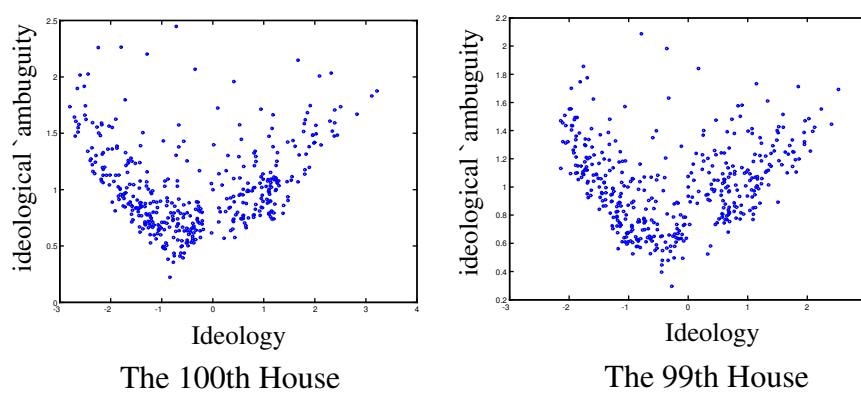 2.5
2
1.5
1
0.5
0
-3 -2 -1 0 1 2 3 4
ideological `ambuguity
Ideology
The 100th House
2.2
2
1.8
1.6
1.4
1.2
1
0.8
0.6
0.4
0.2
-2 -1 0 1 2
-3
ideological `ambuguity
Ideology
The 99th House